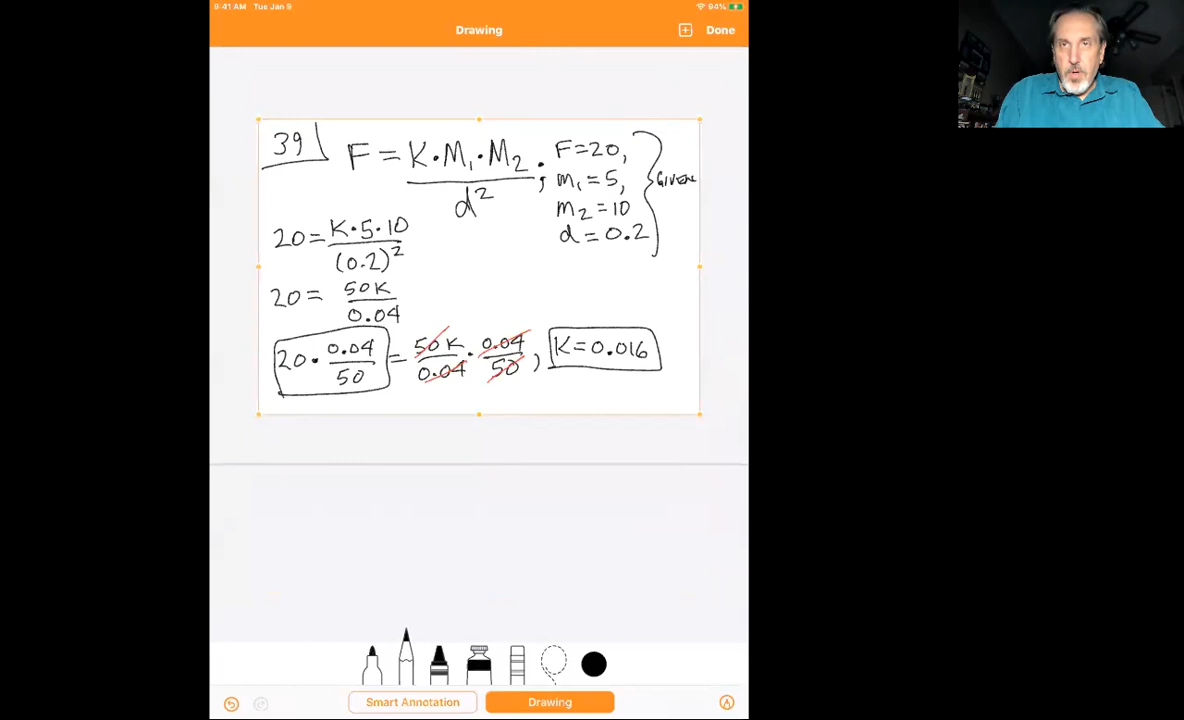 9:41 AM Tue Jan 9
94%
Drawing
Done
39
F = K·M₁·M₂ / d² ;
F=20,
m₁=5,
m₂=10
d=0.2
GIVEN
20 = K·5·10 / (0.2)²
20 = 50K / 0.04
20 · 0.04/50 = 50K/0.04 · 0.04/50 , K=0.016
Smart Annotation
Drawing